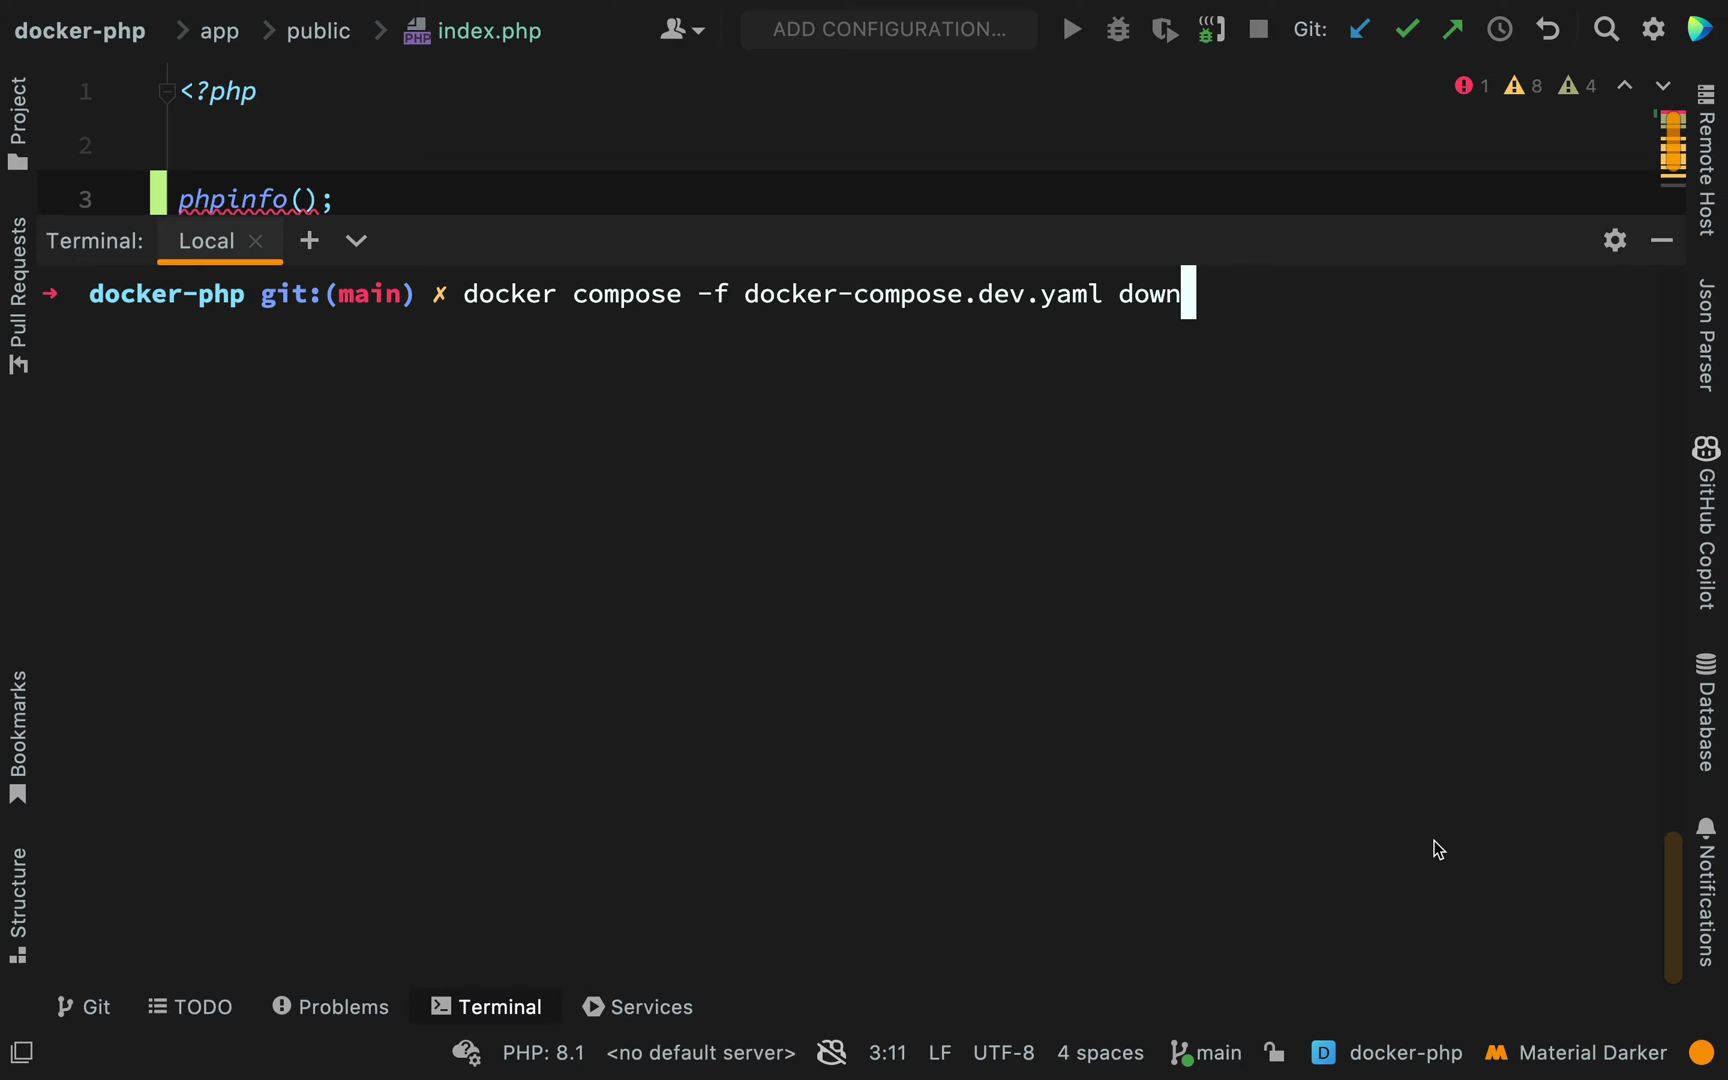 docker-php > app > public > index.php
ADD CONFIGURATION...
Git:
Project
Pull Requests
Bookmarks
Structure
1 <?php
2
3 phpinfo();
1 8 4
Terminal: Local × +
→ docker-php git:(main) ✗ docker compose -f docker-compose.dev.yaml down
Remote Host
Json Parser
GitHub Copilot
Database
Notifications
Git TODO Problems Terminal Services
PHP: 8.1 <no default server> 3:11 LF UTF-8 4 spaces main D docker-php Material Darker